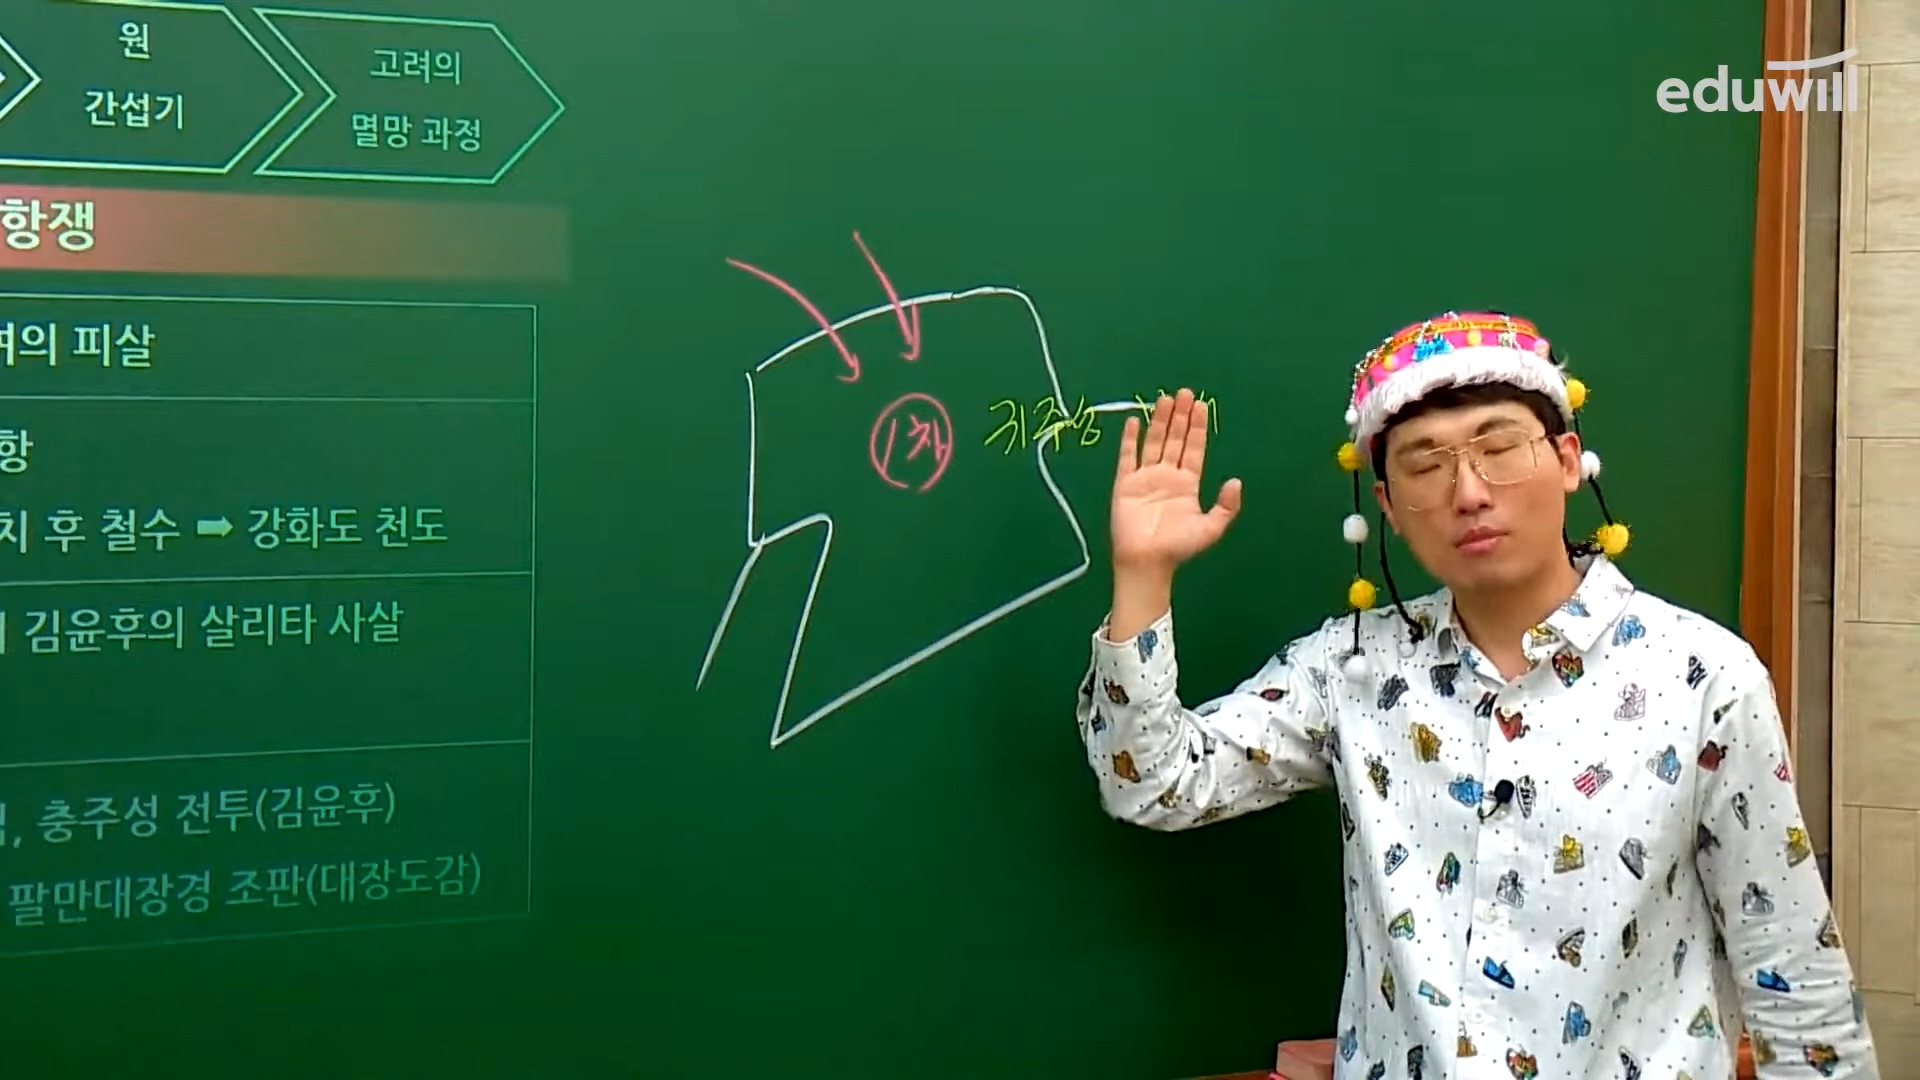 원
간섭기
고려의
멸망 과정
eduwill
항쟁
의 피살
항
치 후 철수 ➡ 강화도 천도
김윤후의 살리타 사살
, 충주성 전투(김윤후)
팔만대장경 조판(대장도감)
1차
귀주성